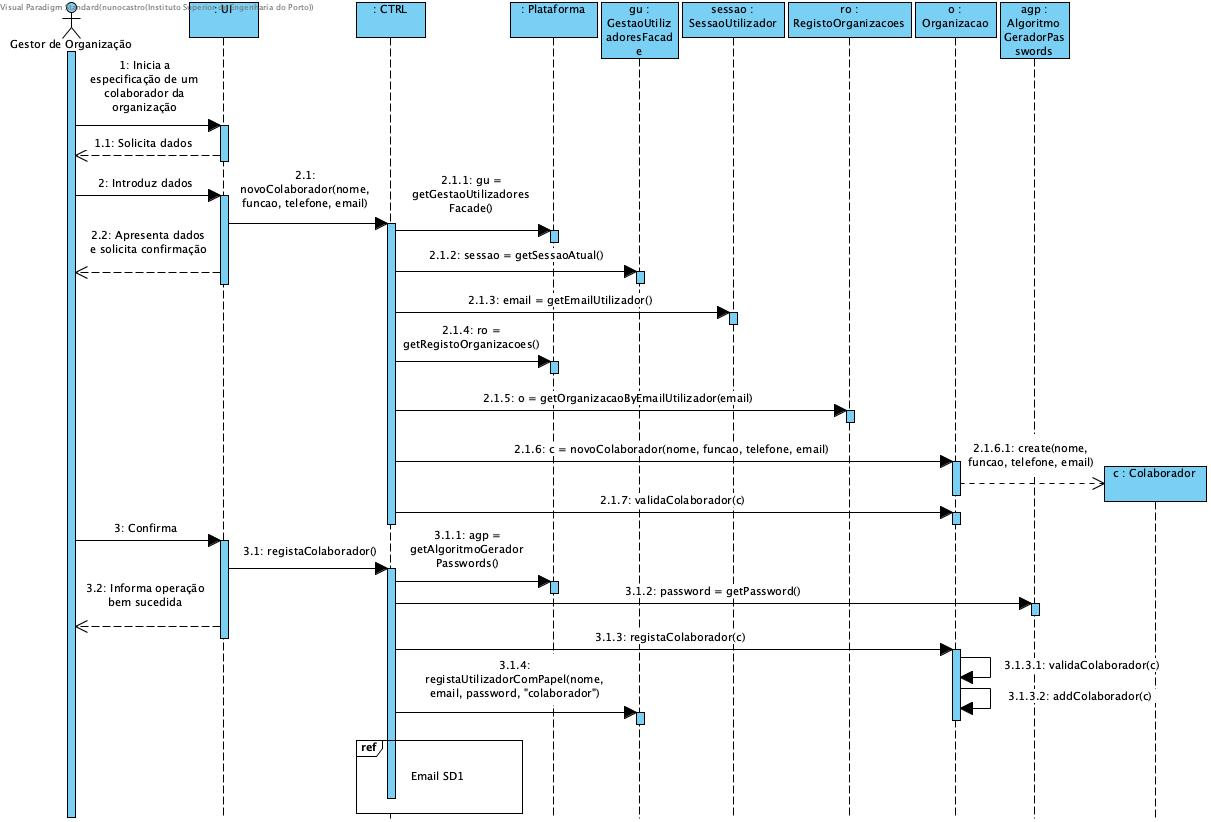 Visual Paradigm Standard(nunocastro(Instituto Superior de Engenharia do Porto))
Gestor de Organização
: UI
: CTRL
: Plataforma
gu :
GestaoUtiliz
adoresFacad
e
sessao :
SessaoUtilizador
ro :
RegistoOrganizacoes
o :
Organizacao
agp :
Algoritmo
GeradorPas
swords
1: Inicia a
especificação de um
colaborador da
organização
1.1: Solicita dados
2: Introduz dados
2.1:
novoColaborador(nome,
funcao, telefone, email)
2.1.1: gu =
getGestaoUtilizadores
Facade()
2.2: Apresenta dados
e solicita confirmação
2.1.2: sessao = getSessaoAtual()
2.1.3: email = getEmailUtilizador()
2.1.4: ro =
getRegistoOrganizacoes()
2.1.5: o = getOrganizacaoByEmailUtilizador(email)
2.1.6: c = novoColaborador(nome, funcao, telefone, email)
2.1.6.1: create(nome,
funcao, telefone, email)
c : Colaborador
2.1.7: validaColaborador(c)
3: Confirma
3.1: registaColaborador()
3.1.1: agp =
getAlgoritmoGerador
Passwords()
3.1.2: password = getPassword()
3.2: Informa operação
bem sucedida
3.1.3: registaColaborador(c)
3.1.3.1: validaColaborador(c)
3.1.3.2: addColaborador(c)
3.1.4:
registaUtilizadorComPapel(nome,
email, password, "colaborador")
ref
Email SD1